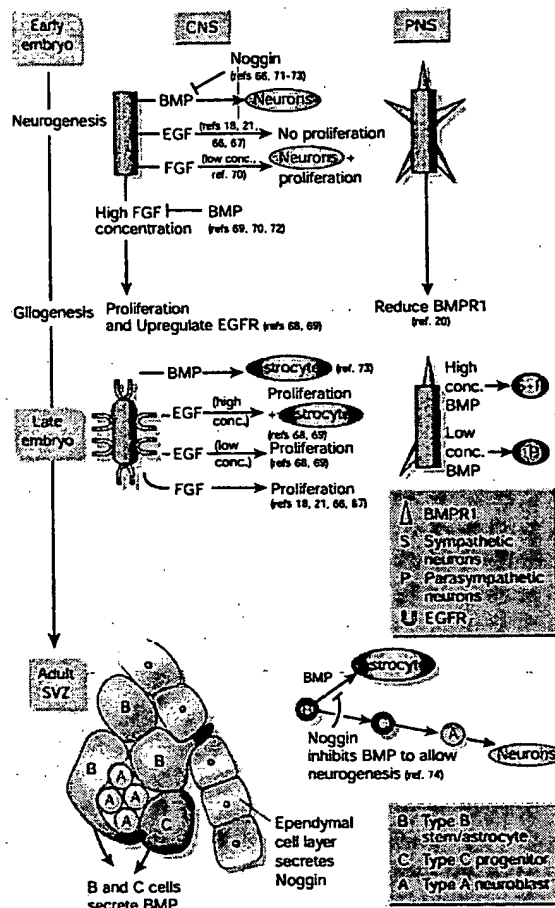 Early
embryo
CNS
PNS
Noggin
(refs 66, 71-73)
Neurogenesis
BMP
Neurons
EGF (refs 18, 21, 66, 67) No proliferation
FGF (low conc., ref. 70) Neurons + proliferation
High FGF
concentration
BMP
(refs 69, 70, 72)
Gliogenesis
Proliferation
and Upregulate EGFR (refs 68, 69)
Reduce BMPR1
(ref. 20)
Late
embryo
BMP
strocyte (ref. 73)
EGF (high conc.) Proliferation + strocyte
(refs 68, 69)
EGF (low conc.) Proliferation
(refs 68, 69)
FGF Proliferation
(refs 18, 21, 66, 67)
High
conc.
BMP
Low
conc.
BMP
BMPR1
S Sympathetic
neurons
P Parasympathetic
neurons
EGFR
Adult
SVZ
B
B
B
A
A
A
A
C
BMP
strocyte
A
Neurons
Noggin
inhibits BMP to allow
neurogenesis (ref. 74)
Ependymal
cell layer
secretes
Noggin
B and C cells
secrete BMP
B Type B
stem/astrocyte
C Type C progenitor
A Type A neuroblast